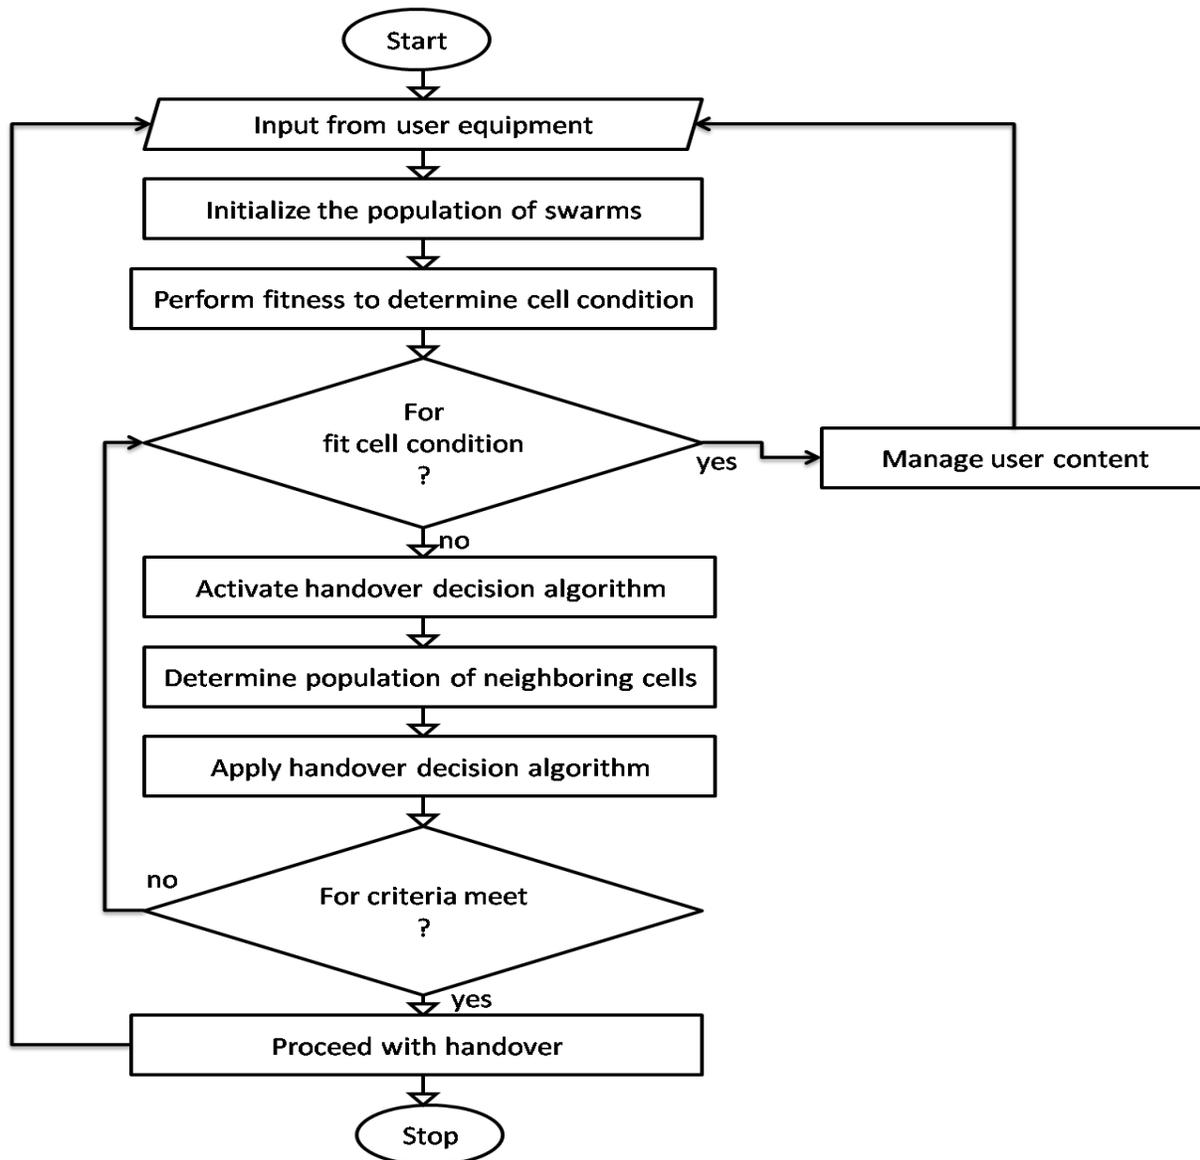 Start
Input from user equipment
Initialize the population of swarms
Perform fitness to determine cell condition
For
fit cell condition
?
yes
Manage user content
no
Activate handover decision algorithm
Determine population of neighboring cells
Apply handover decision algorithm
no
For criteria meet
?
yes
Proceed with handover
Stop